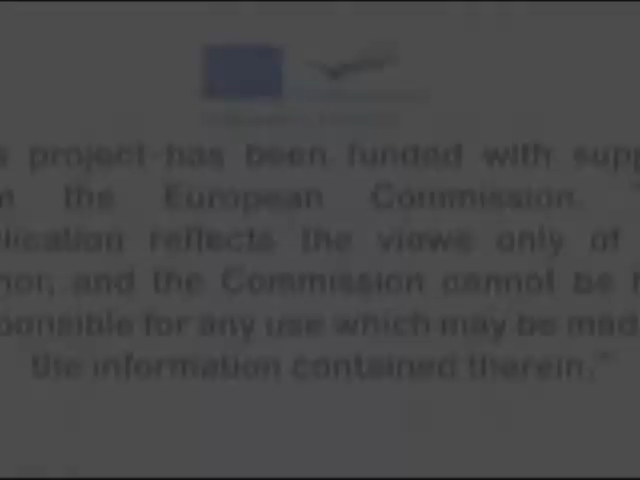 s project has been funded with supp
m the European Commission.
lication reflects the views only of
hor, and the Commission cannot be h
ponsible for any use which may be mad
the information contained therein."